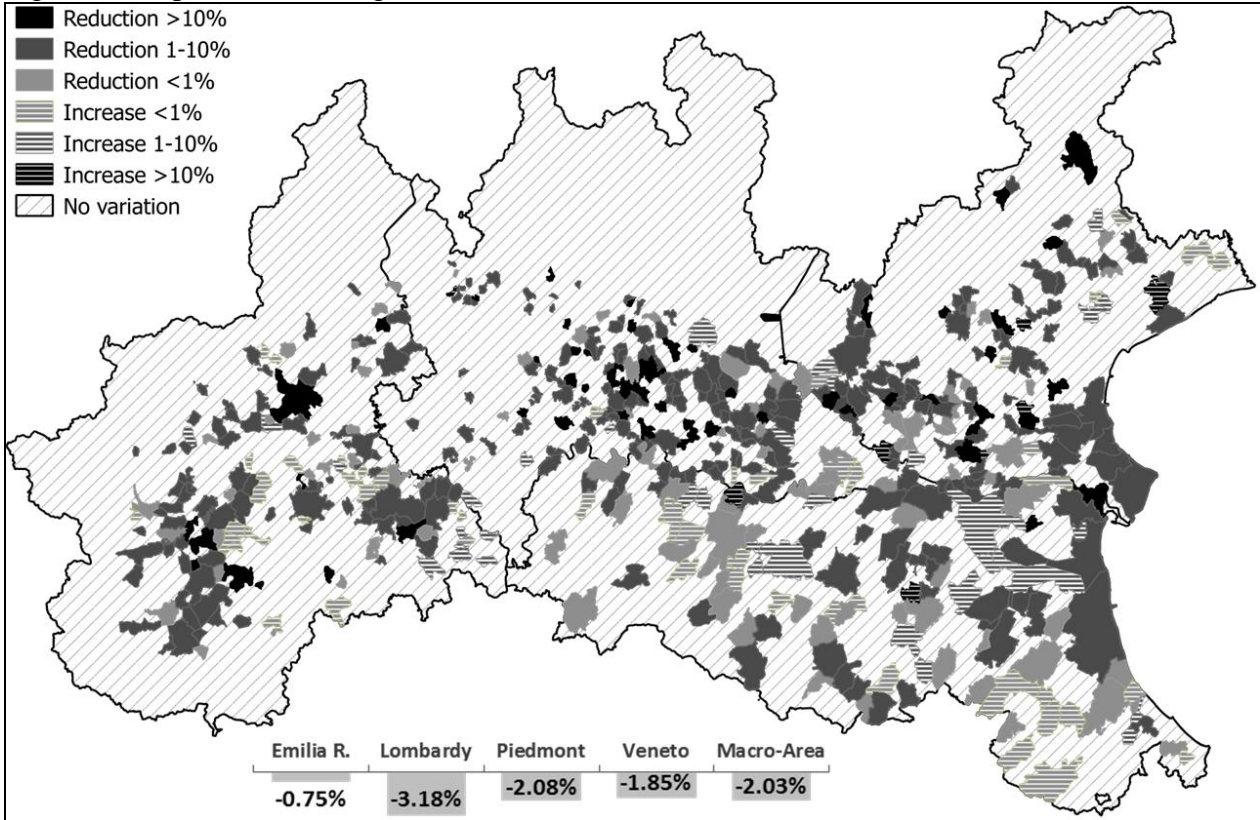 Reduction >10%
Reduction 1-10%
Reduction <1%
Increase <1%
Increase 1-10%
Increase >10%
No variation
Emilia R. Lombardy Piedmont Veneto Macro-Area
-0.75% -3.18% -2.08% -1.85% -2.03%